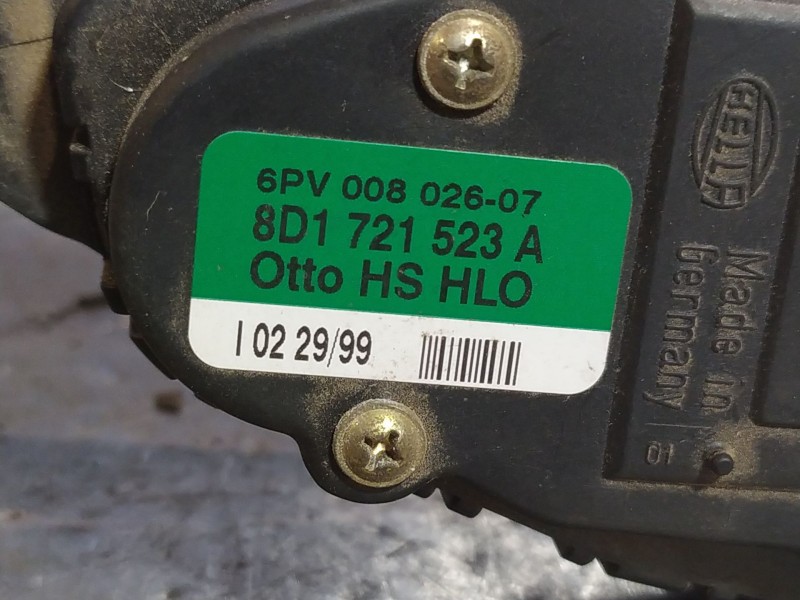 6PV 008 026-07
8D1 721 523 A
Otto HS HLO
I 02 29/99
HELLA
Made in
Germany
01